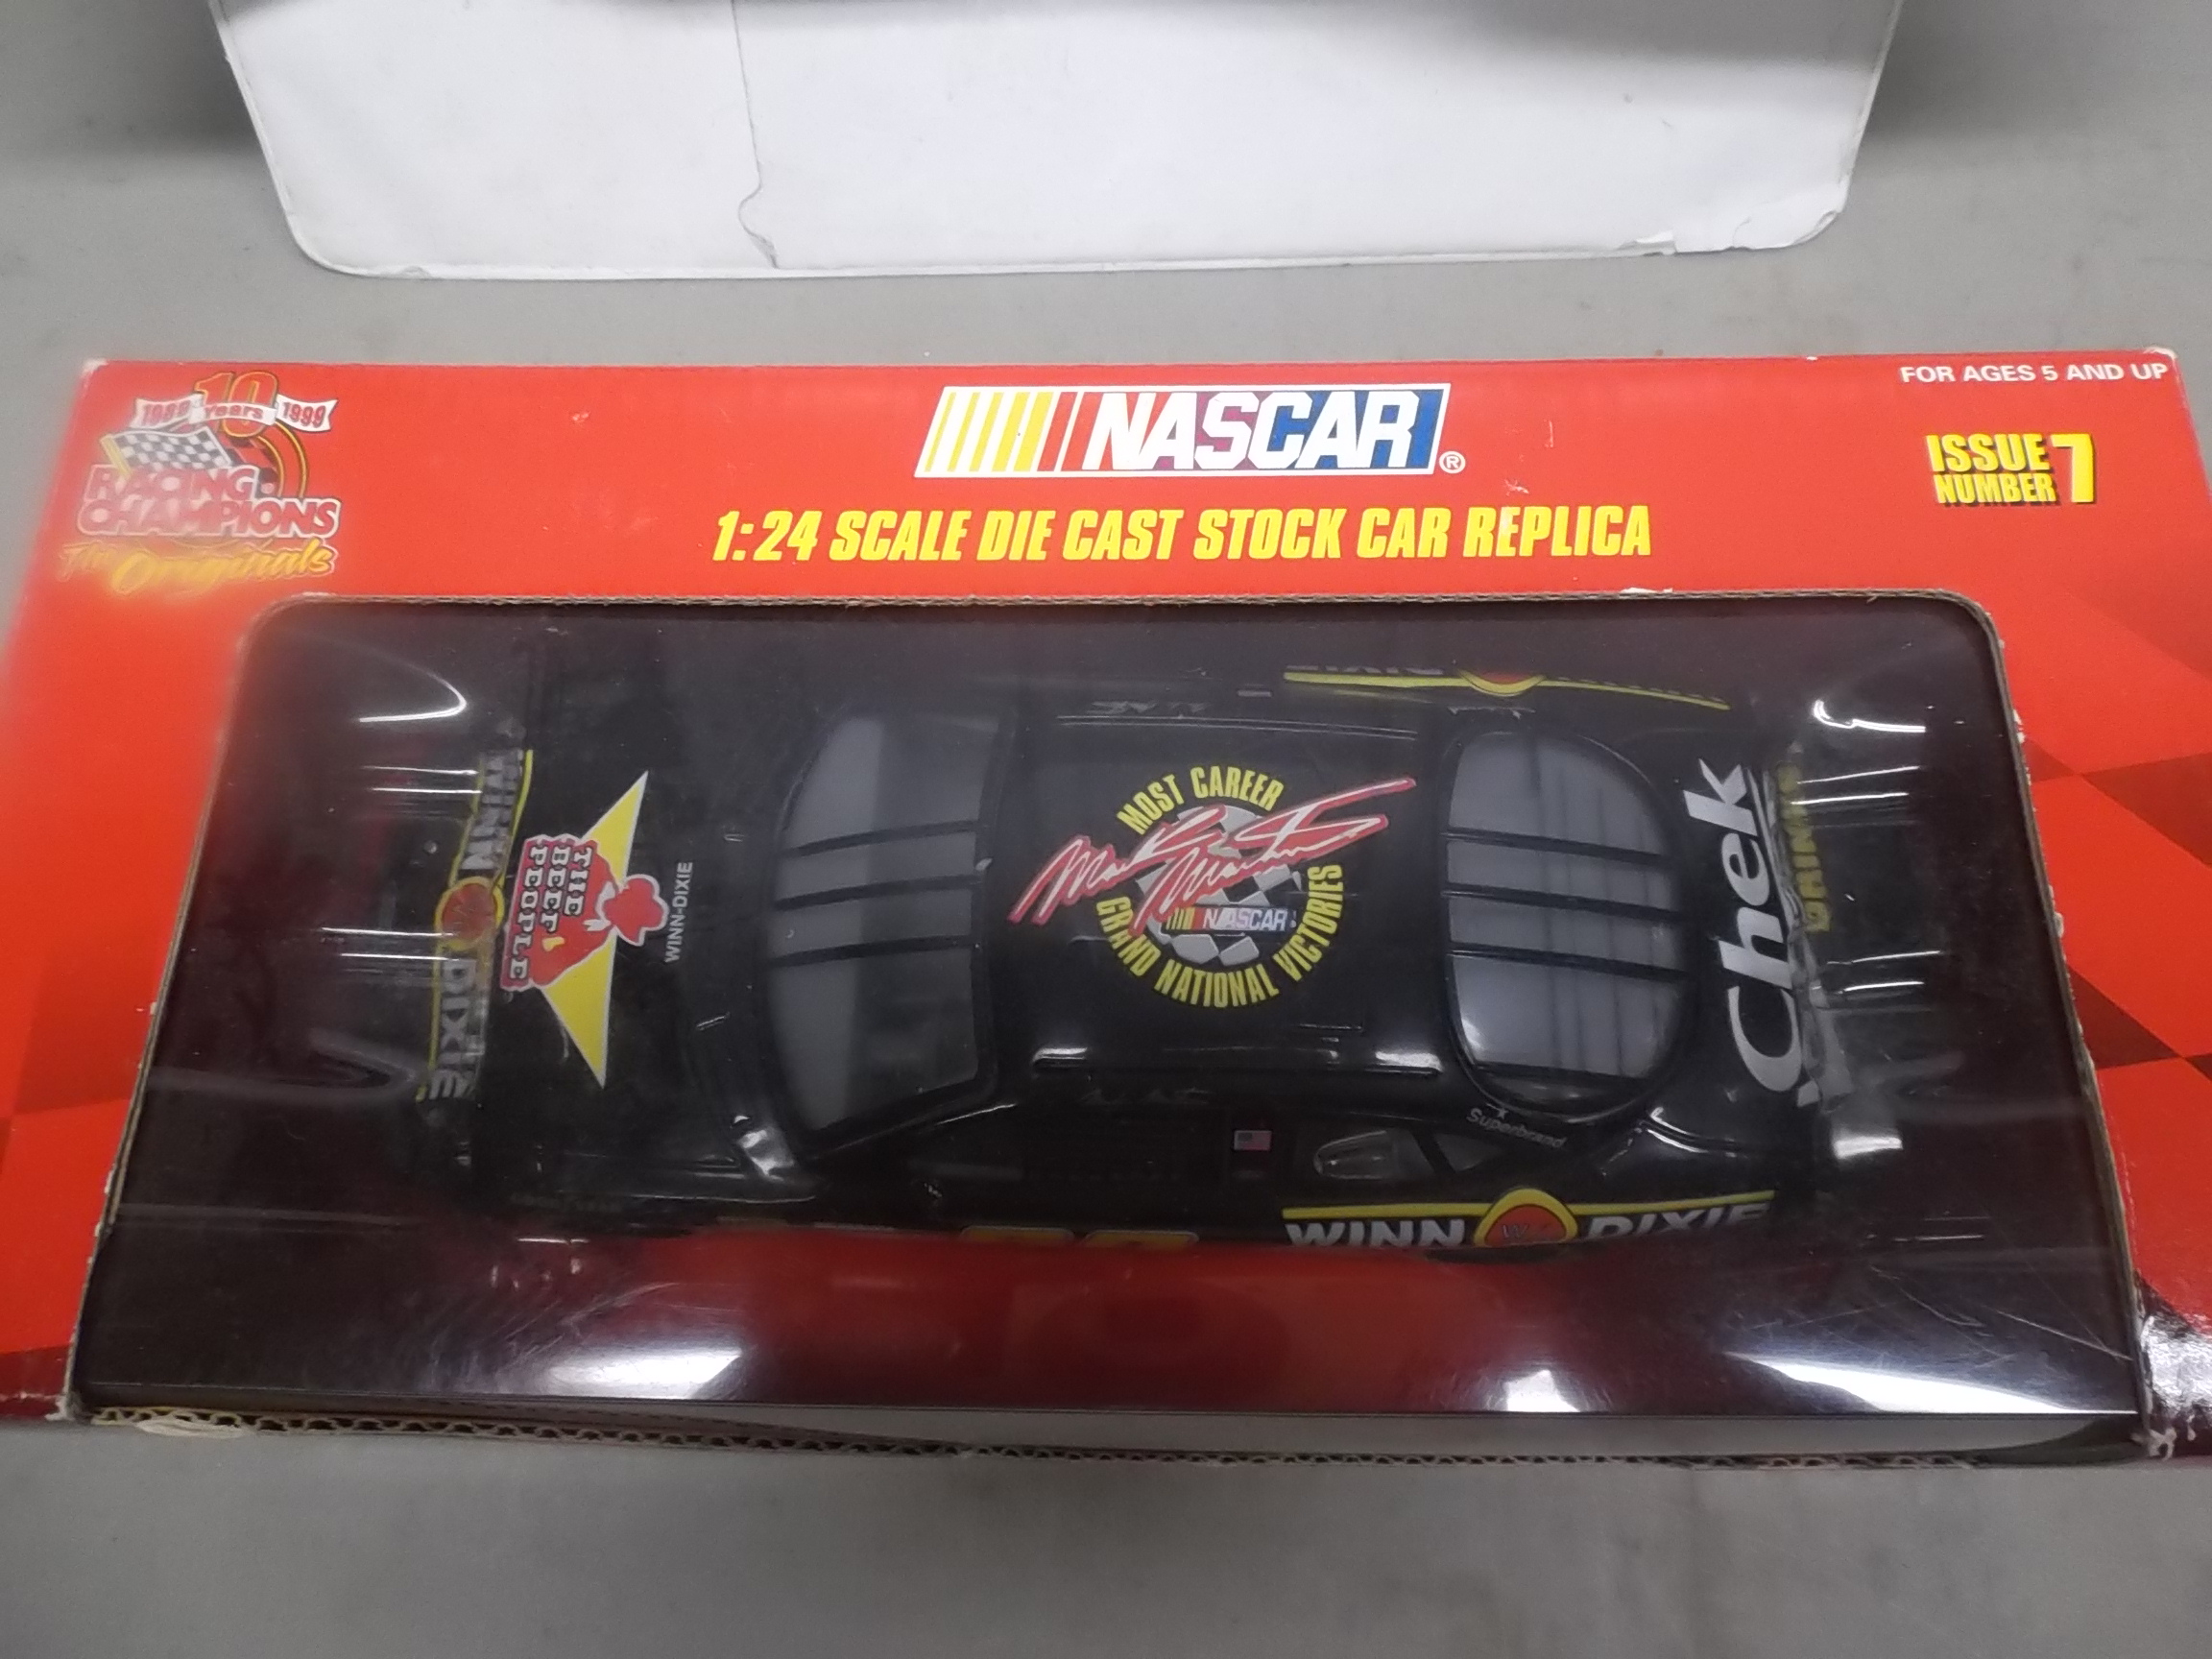 FOR AGES 5 AND UP
10
1989 Years 1999
RACING
CHAMPIONS
The Originals
NASCAR®
ISSUE
NUMBER 7
1:24 SCALE DIE CAST STOCK CAR REPLICA
WINN DIXIE
THE
BEEF
PEOPLE
WINN-DIXIE
MOST CAREER
Mark Martin
NASCAR
GRAND NATIONAL VICTORIES
Chek
DRINKS
Superbrand
WINN DIXIE